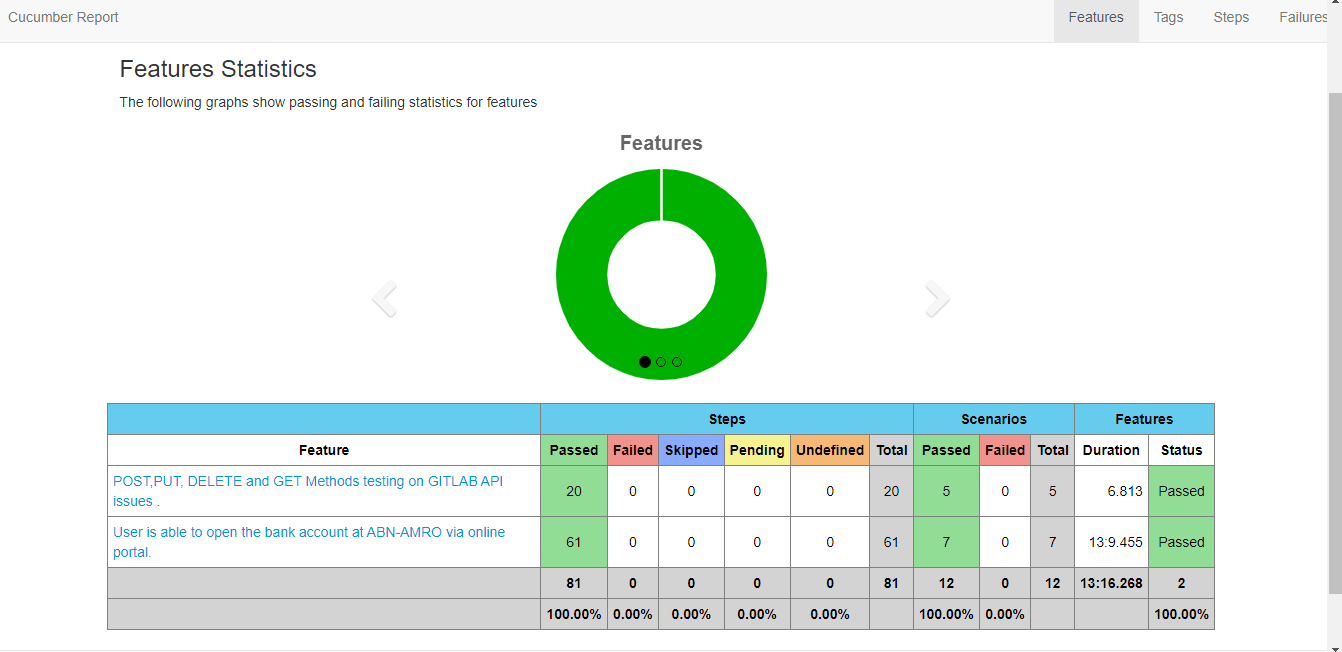 Cucumber Report Features Tags Steps Failures
Features Statistics
The following graphs show passing and failing statistics for features
Features
Steps Scenarios Features
Feature Passed Failed Skipped Pending Undefined Total Passed Failed Total Duration Status
POST,PUT, DELETE and GET Methods testing on GITLAB API
issues .
20 0 0 0 0 20 5 0 5 6.813 Passed
User is able to open the bank account at ABN-AMRO via online
portal.
61 0 0 0 0 61 7 0 7 13:9.455 Passed
81 0 0 0 0 81 12 0 12 13:16.268 2
100.00% 0.00% 0.00% 0.00% 0.00% 100.00% 0.00% 100.00%